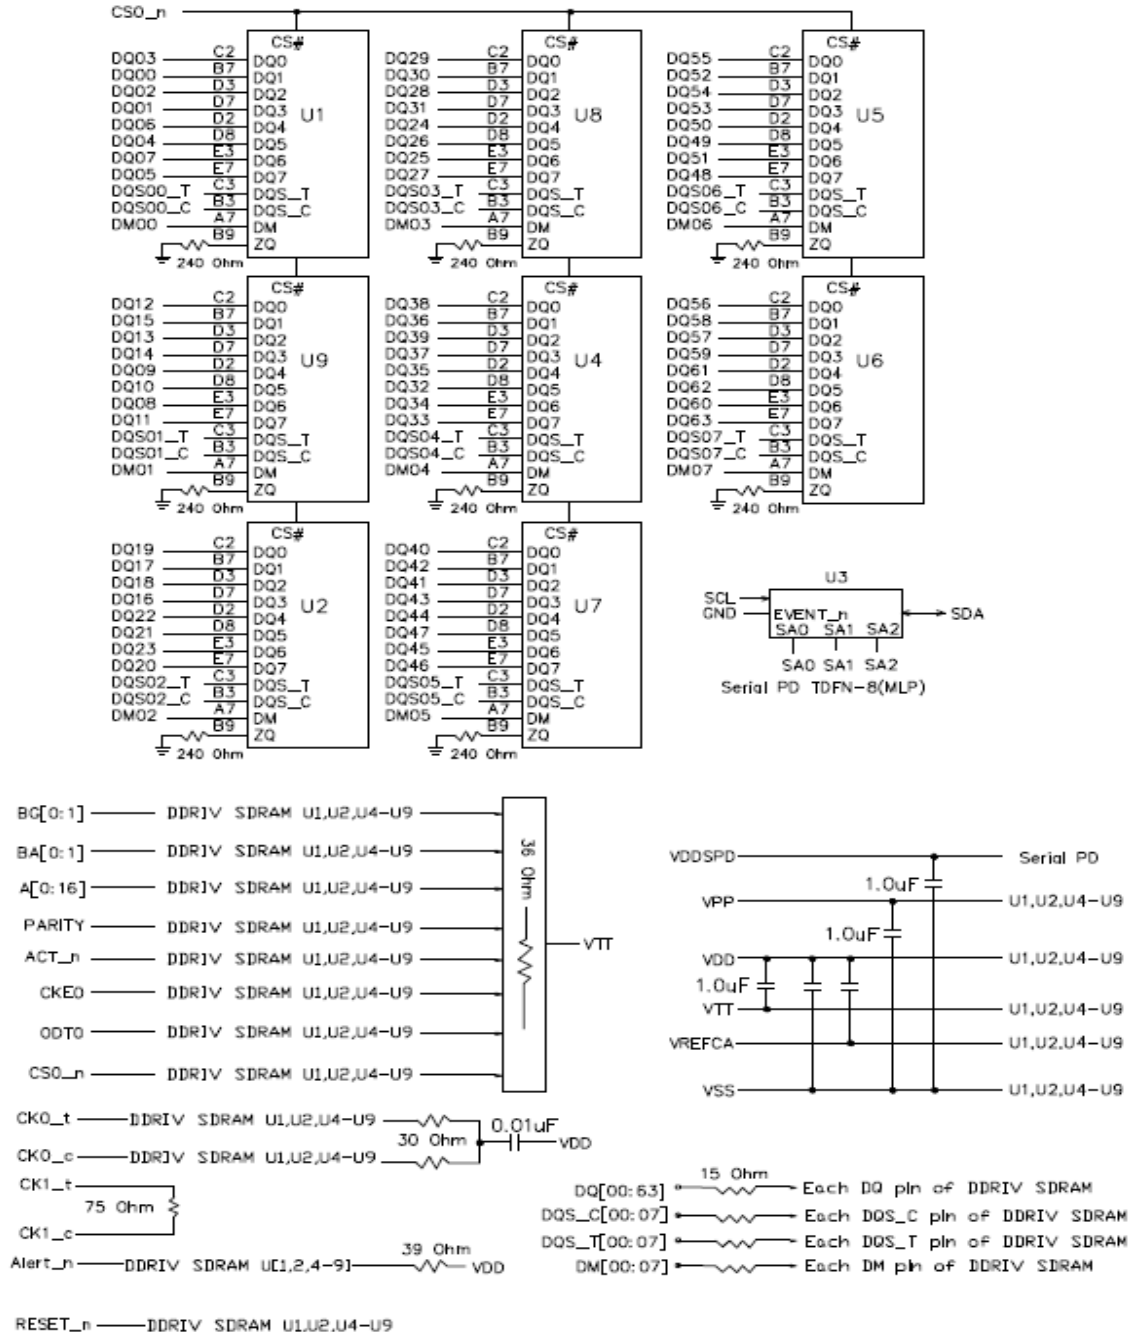 CS0_n
CS#
DQ03 C2 DQ0
DQ00 B7 DQ1
DQ02 D3 DQ2
DQ01 D7 DQ3
DQ06 D2 DQ4
DQ04 D8 DQ5
DQ07 E3 DQ6
DQ05 E7 DQ7
DQS00_T C3 DQS_T
DQS00_C B3 DQS_C
DM00 A7 DM
B9 ZQ
240 Ohm
U1
CS#
DQ29 C2 DQ0
DQ30 B7 DQ1
DQ28 D3 DQ2
DQ31 D7 DQ3
DQ24 D2 DQ4
DQ26 D8 DQ5
DQ25 E3 DQ6
DQ27 E7 DQ7
DQS03_T C3 DQS_T
DQS03_C B3 DQS_C
DM03 A7 DM
B9 ZQ
240 Ohm
U8
CS#
DQ55 C2 DQ0
DQ52 B7 DQ1
DQ54 D3 DQ2
DQ53 D7 DQ3
DQ50 D2 DQ4
DQ49 D8 DQ5
DQ51 E3 DQ6
DQ48 E7 DQ7
DQS06_T C3 DQS_T
DQS06_C B3 DQS_C
DM06 A7 DM
B9 ZQ
240 Ohm
U5
CS#
DQ12 C2 DQ0
DQ15 B7 DQ1
DQ13 D3 DQ2
DQ14 D7 DQ3
DQ09 D2 DQ4
DQ10 D8 DQ5
DQ08 E3 DQ6
DQ11 E7 DQ7
DQS01_T C3 DQS_T
DQS01_C B3 DQS_C
DM01 A7 DM
B9 ZQ
240 Ohm
U9
CS#
DQ38 C2 DQ0
DQ36 B7 DQ1
DQ39 D3 DQ2
DQ37 D7 DQ3
DQ35 D2 DQ4
DQ32 D8 DQ5
DQ34 E3 DQ6
DQ33 E7 DQ7
DQS04_T C3 DQS_T
DQS04_C B3 DQS_C
DM04 A7 DM
B9 ZQ
240 Ohm
U4
CS#
DQ56 C2 DQ0
DQ58 B7 DQ1
DQ57 D3 DQ2
DQ59 D7 DQ3
DQ61 D2 DQ4
DQ62 D8 DQ5
DQ60 E3 DQ6
DQ63 E7 DQ7
DQS07_T C3 DQS_T
DQS07_C B3 DQS_C
DM07 A7 DM
B9 ZQ
240 Ohm
U6
CS#
DQ19 C2 DQ0
DQ17 B7 DQ1
DQ18 D3 DQ2
DQ16 D7 DQ3
DQ22 D2 DQ4
DQ21 D8 DQ5
DQ23 E3 DQ6
DQ20 E7 DQ7
DQS02_T C3 DQS_T
DQS02_C B3 DQS_C
DM02 A7 DM
B9 ZQ
240 Ohm
U2
CS#
DQ40 C2 DQ0
DQ42 B7 DQ1
DQ41 D3 DQ2
DQ43 D7 DQ3
DQ44 D2 DQ4
DQ47 D8 DQ5
DQ45 E3 DQ6
DQ46 E7 DQ7
DQS05_T C3 DQS_T
DQS05_C B3 DQS_C
DM05 A7 DM
B9 ZQ
240 Ohm
U7
U3
SCL
GND EVENT_n SDA
SA0 SA1 SA2
SA0 SA1 SA2
Serial PD TDFN-8(MLP)
BG[0:1] DDRIV SDRAM U1,U2,U4-U9
BA[0:1] DDRIV SDRAM U1,U2,U4-U9
A[0:16] DDRIV SDRAM U1,U2,U4-U9
PARITY DDRIV SDRAM U1,U2,U4-U9
ACT_n DDRIV SDRAM U1,U2,U4-U9
CKE0 DDRIV SDRAM U1,U2,U4-U9
ODT0 DDRIV SDRAM U1,U2,U4-U9
CS0_n DDRIV SDRAM U1,U2,U4-U9
36 Ohm
VTT
VDDSPD Serial PD
1.0uF
VPP U1,U2,U4-U9
1.0uF
VDD U1,U2,U4-U9
1.0uF
VTT U1,U2,U4-U9
VREFCA U1,U2,U4-U9
VSS U1,U2,U4-U9
CK0_t DDRIV SDRAM U1,U2,U4-U9
30 Ohm 0.01uF VDD
CK0_c DDRIV SDRAM U1,U2,U4-U9
CK1_t
75 Ohm
CK1_c
Alert_n DDRIV SDRAM U[1,2,4-9] 39 Ohm VDD
RESET_n DDRIV SDRAM U1,U2,U4-U9
15 Ohm
DQ[00:63] Each DQ pin of DDRIV SDRAM
DQS_C[00:07] Each DQS_C pin of DDRIV SDRAM
DQS_T[00:07] Each DQS_T pin of DDRIV SDRAM
DM[00:07] Each DM pin of DDRIV SDRAM